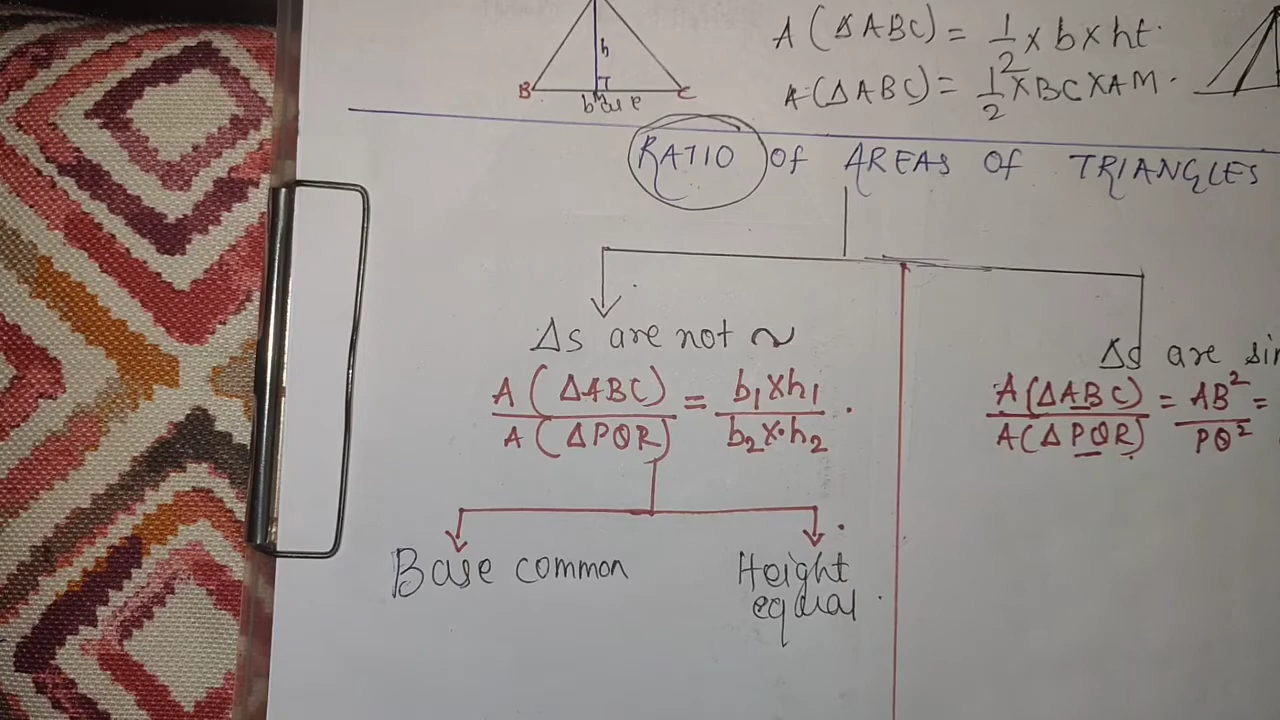 A (ΔABC) = 1/2 × b × ht.
A (ΔABC) = 1/2 × BC × AM.
h
B
C
base
RATIO Of AREAS Of TRIANGLES
Δs are not ~
A (ΔABC) / A (ΔPQR) = b₁×h₁ / b₂×h₂
Base common
Height
equal
Δs are sim
A(ΔABC) / A(ΔPQR) = AB² / PQ² =